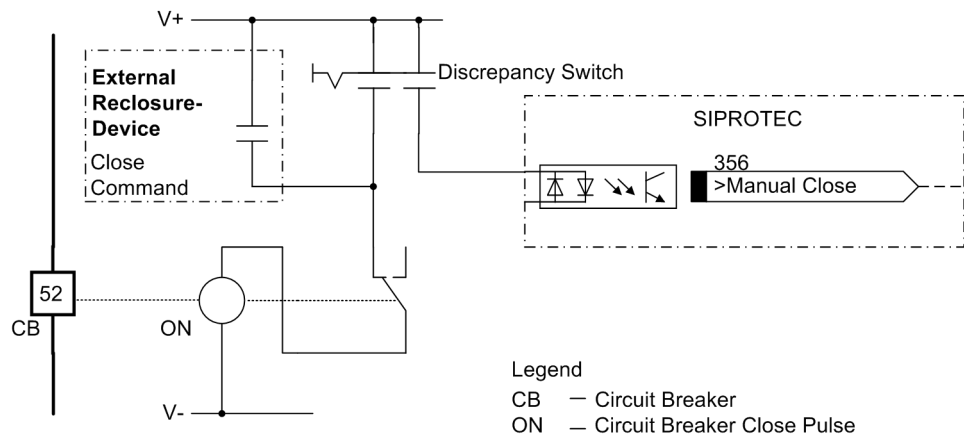 V+
External
Reclosure-
Device
Close
Command
Discrepancy Switch
SIPROTEC
356
>Manual Close
52
CB
ON
V-
Legend
CB – Circuit Breaker
ON – Circuit Breaker Close Pulse